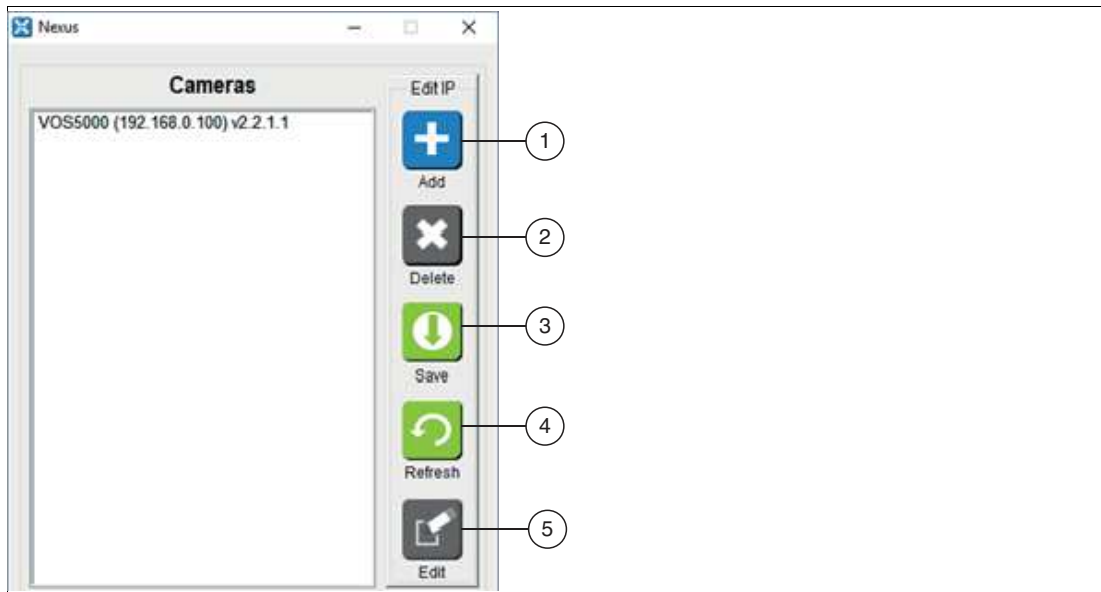 Nexus
Cameras
Edit IP
VOS5000 (192.168.0.100) v2.2.1.1
1
Add
2
Delete
3
Save
4
Refresh
5
Edit